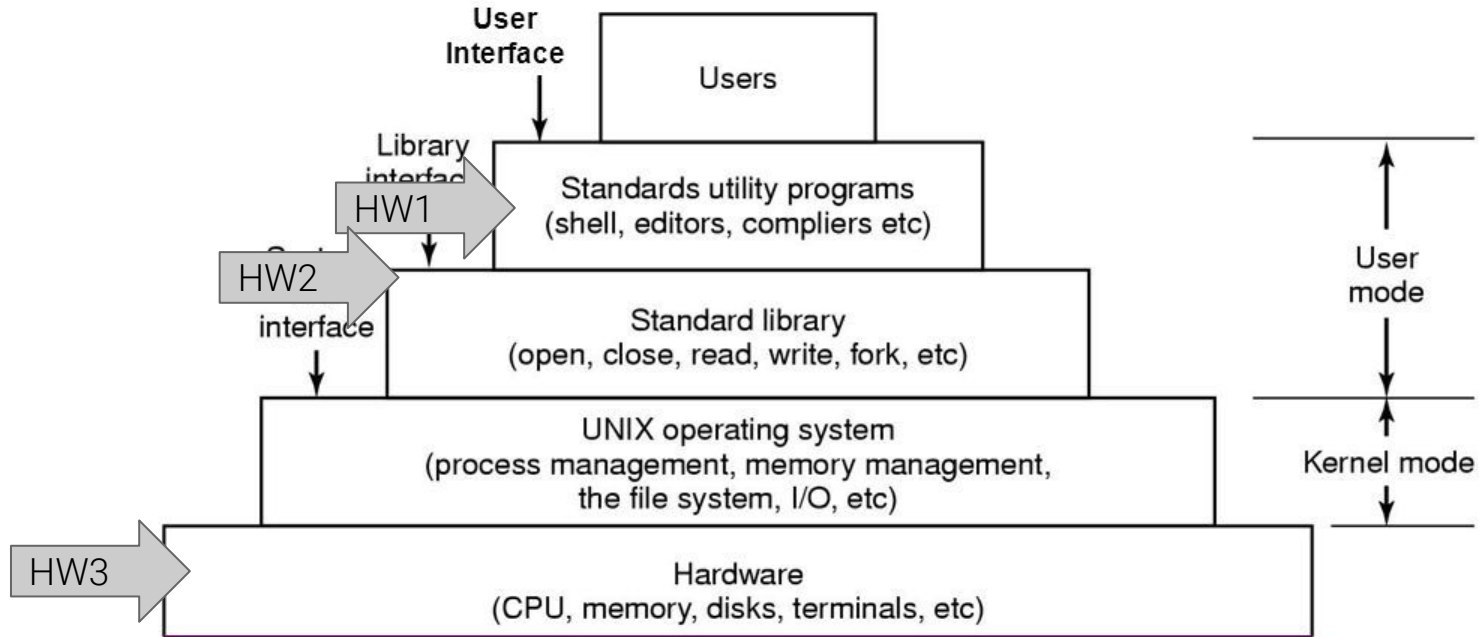 User
Interface
Users
Library
interfac
HW1
Standards utility programs
(shell, editors, compliers etc)
HW2
interface
Standard library
(open, close, read, write, fork, etc)
User
mode
UNIX operating system
(process management, memory management,
the file system, I/O, etc)
Kernel mode
HW3
Hardware
(CPU, memory, disks, terminals, etc)